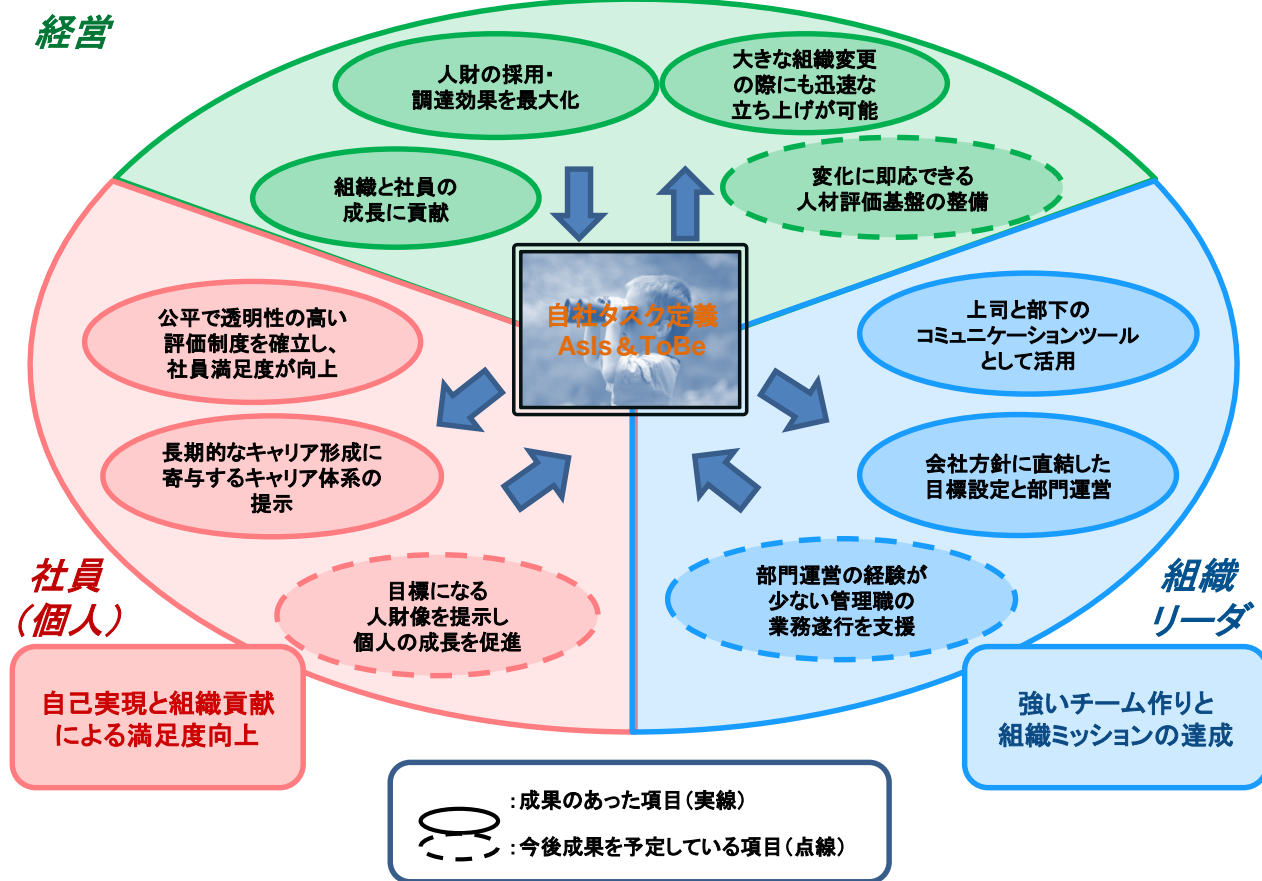 経営
人財の採用・
調達効果を最大化
大きな組織変更
の際にも迅速な
立ち上げが可能
組織と社員の
成長に貢献
変化に即応できる
人材評価基盤の整備
自社タスク定義
AsIs＆ToBe
公平で透明性の高い
評価制度を確立し、
社員満足度が向上
長期的なキャリア形成に
寄与するキャリア体系の
提示
目標になる
人財像を提示し
個人の成長を促進
社員
（個人）
自己実現と組織貢献
による満足度向上
上司と部下の
コミュニケーションツール
として活用
会社方針に直結した
目標設定と部門運営
部門運営の経験が
少ない管理職の
業務遂行を支援
組織
リーダ
強いチーム作りと
組織ミッションの達成
：成果のあった項目（実線）
：今後成果を予定している項目（点線）